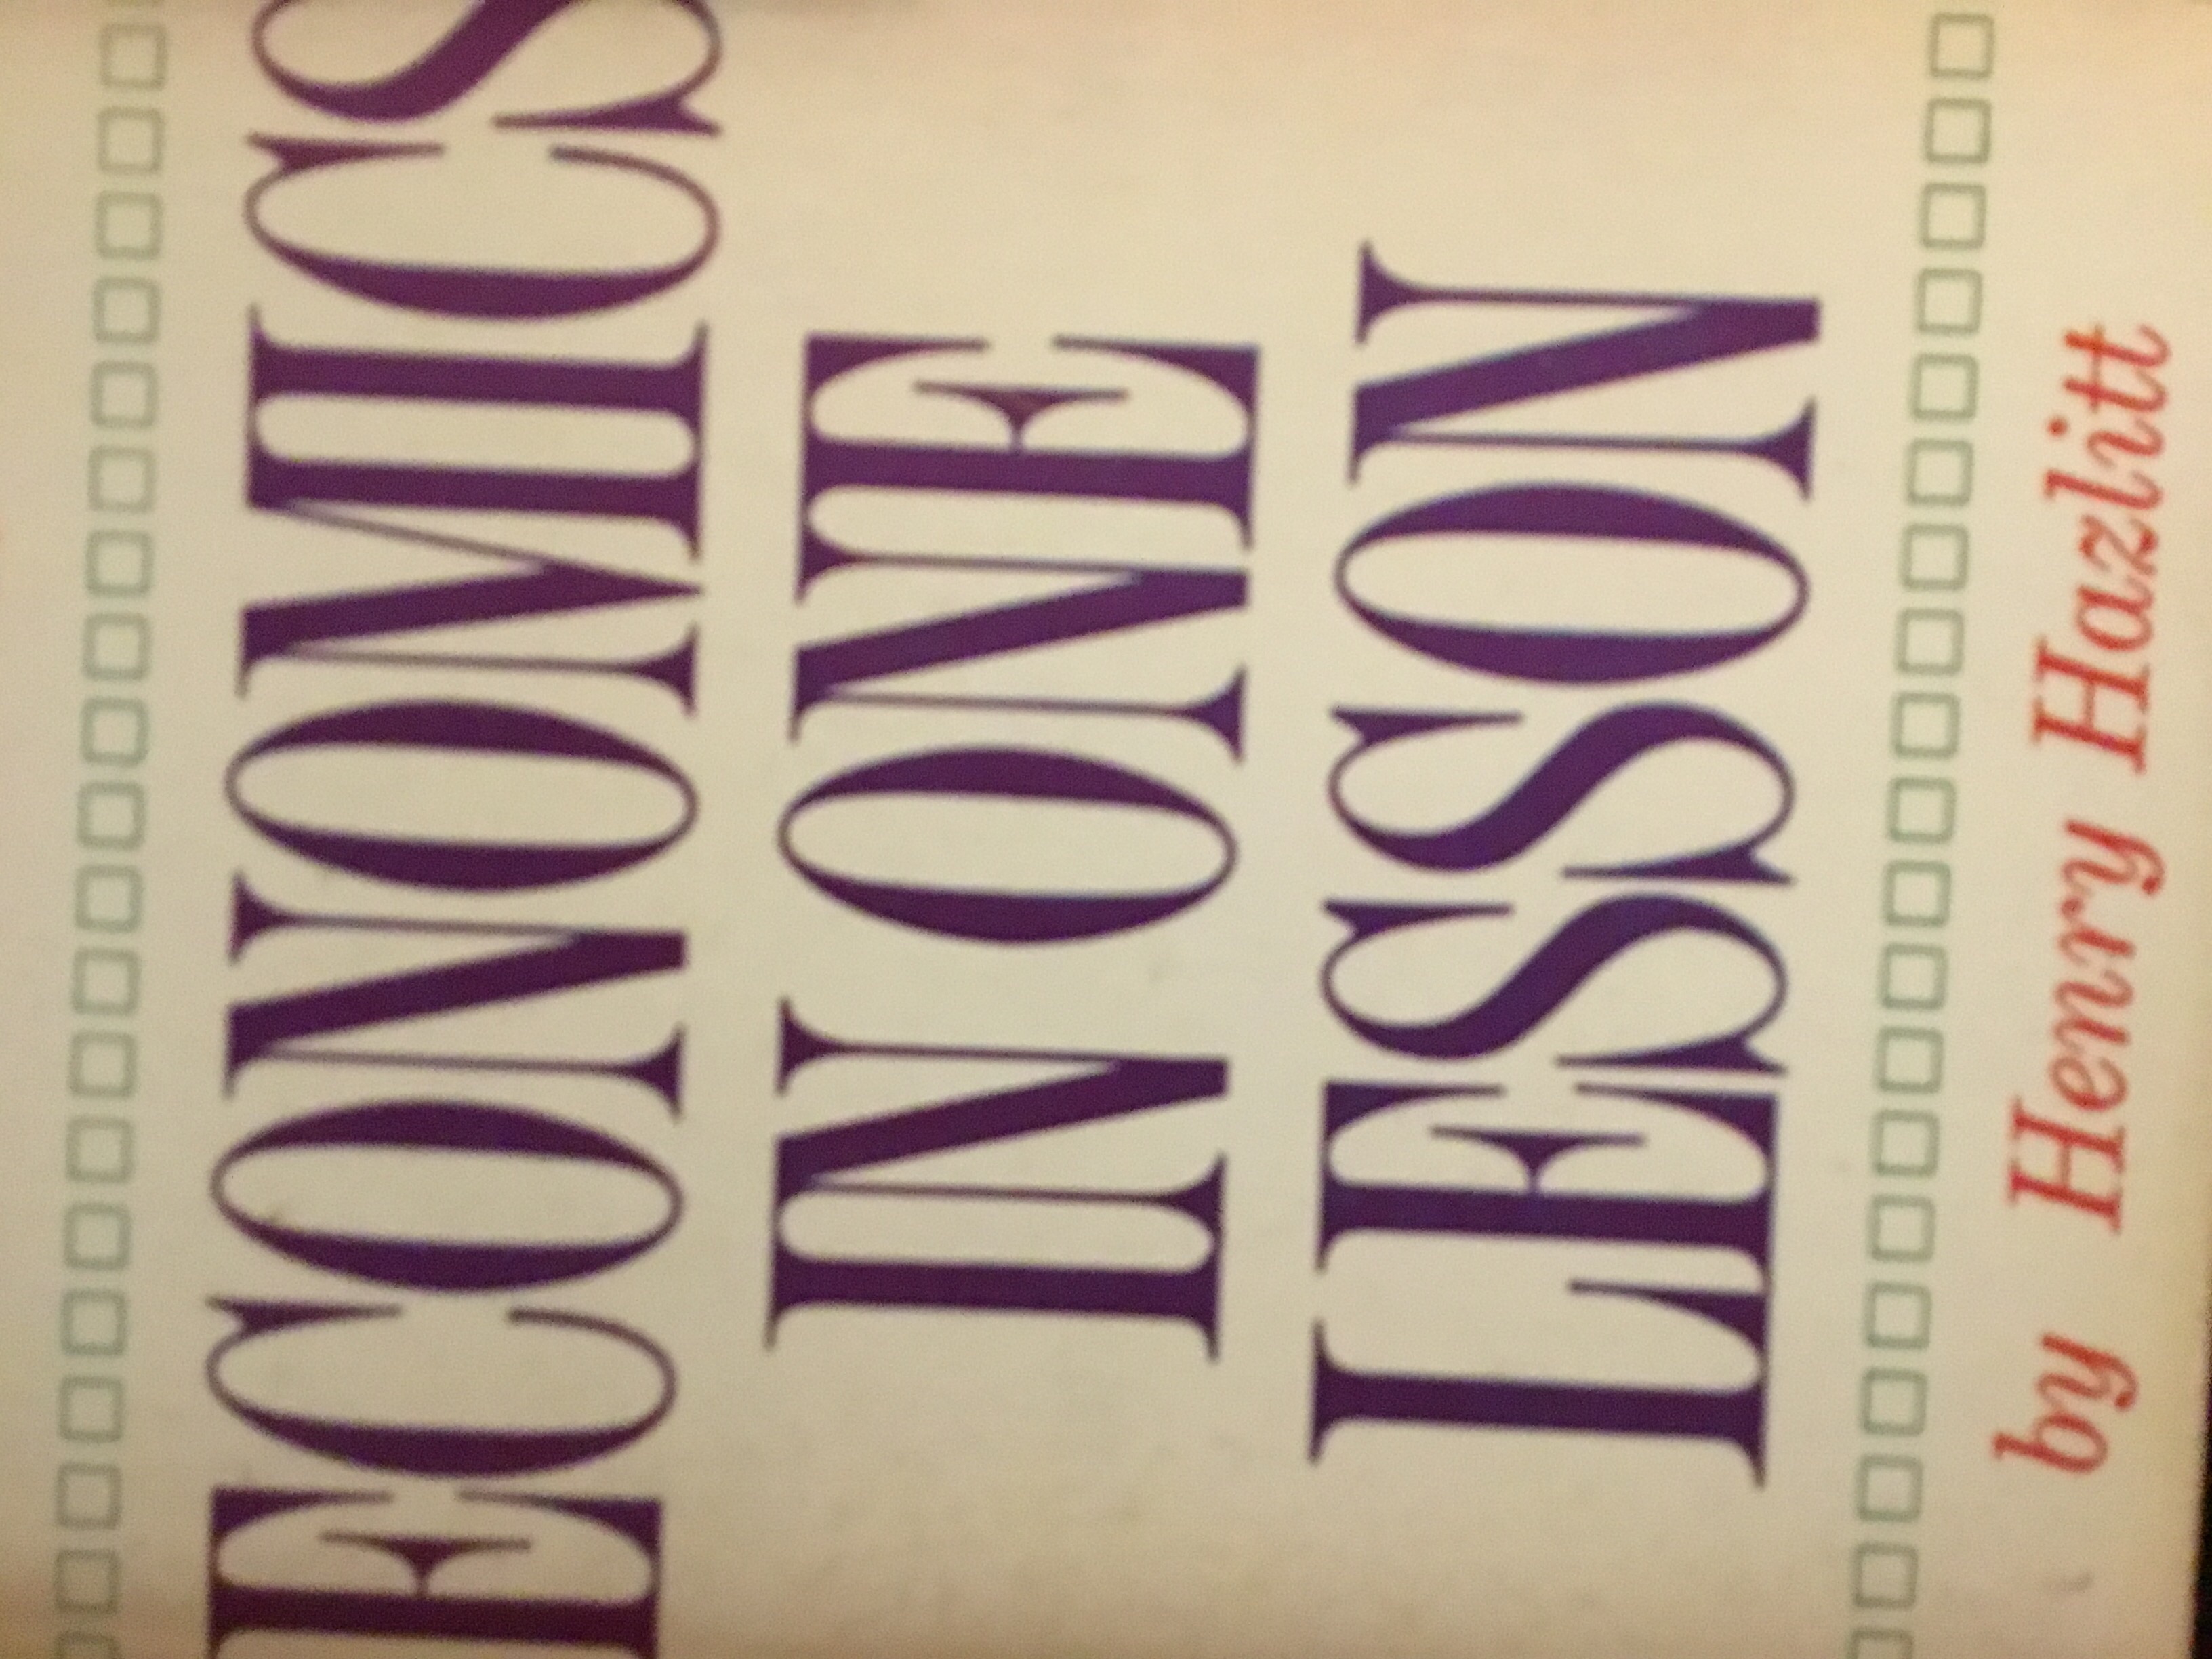 ECONOMICS
IN ONE
LESSON
by Henry Hazlitt